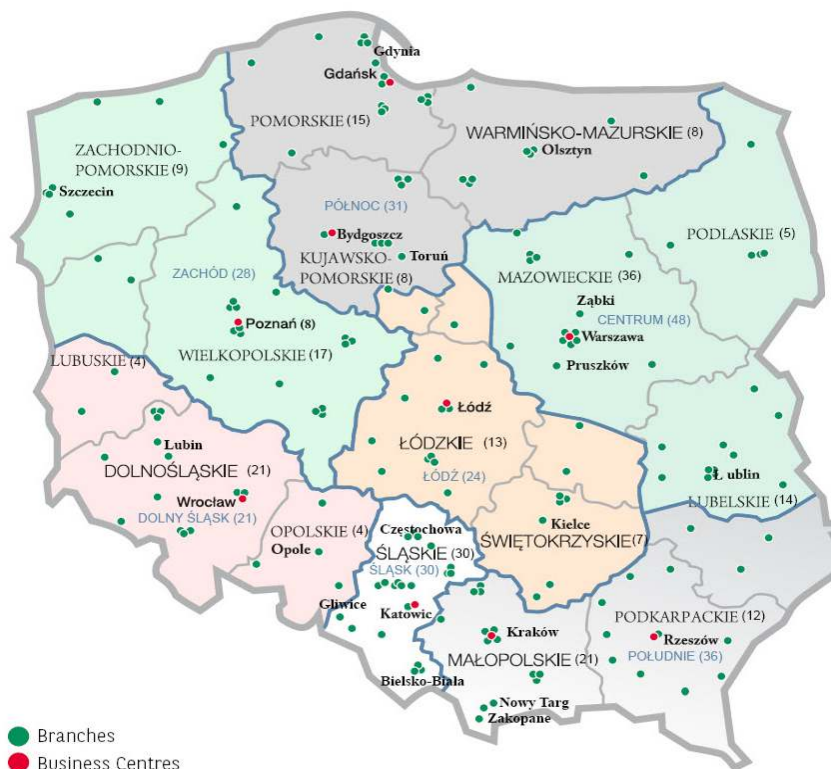 Gdynia
Gdańsk
POMORSKIE (15)
WARMIŃSKO-MAZURSKIE (8)
Olsztyn
ZACHODNIO-
POMORSKIE (9)
Szczecin
PÓŁNOC (31)
Bydgoszcz
KUJAWSKO-
POMORSKIE (8)
Toruń
PODLASKIE (5)
MAZOWIECKIE (36)
Ząbki
CENTRUM (48)
Warszawa
Pruszków
ZACHÓD (28)
Poznań (8)
WIELKOPOLSKIE (17)
LUBUSKIE (4)
Łódź
ŁÓDZKIE (13)
ŁÓDŹ (24)
Lubin
DOLNOŚLĄSKIE (21)
Wrocław
DOLNY ŚLĄSK (21)
Ł ublin
LUBELSKIE (14)
OPOLSKIE (4)
Opole
Częstochowa
ŚLĄSKIE (30)
ŚLĄSK (30)
Kielce
ŚWIĘTOKRZYSKIE (7)
Gliwice
Katowic
Kraków
MAŁOPOLSKIE (21)
PODKARPACKIE (12)
Rzeszów
POŁUDNIE (36)
Bielsko-Biała
Nowy Targ
Zakopane
Branches
Business Centres